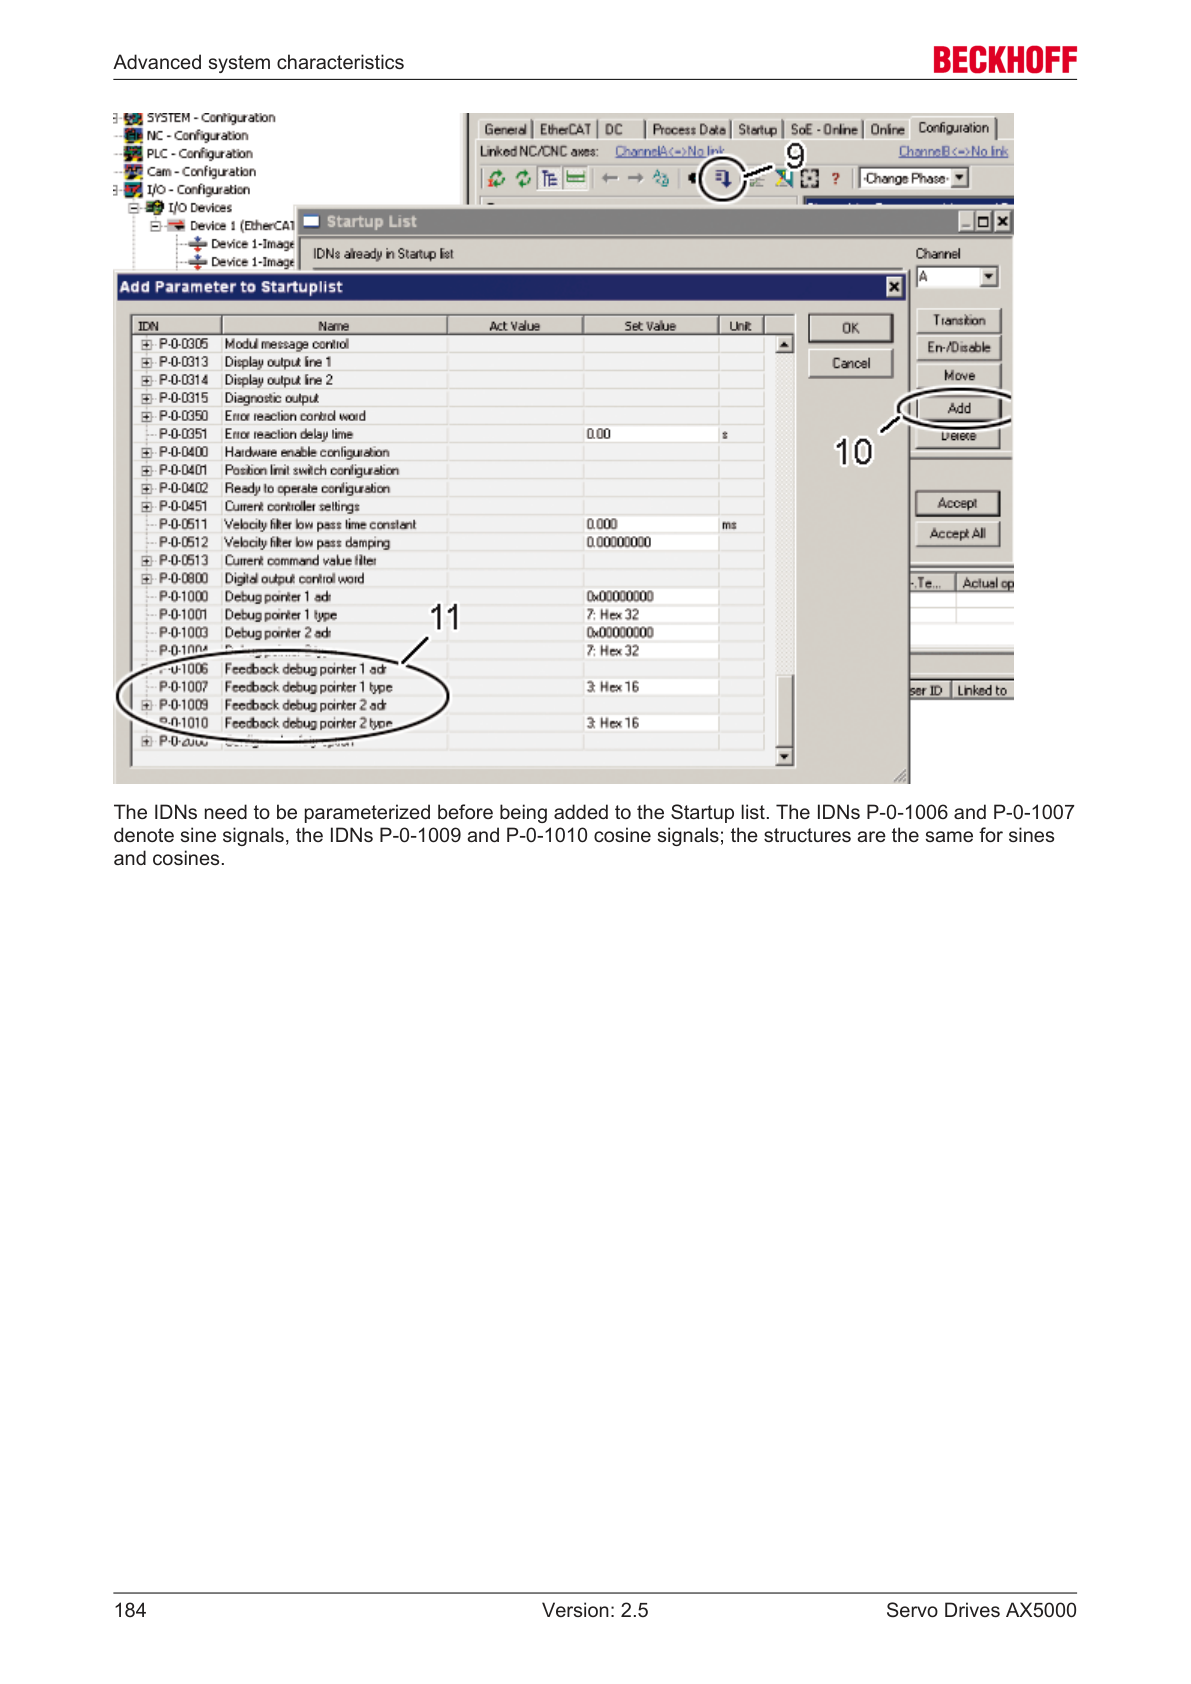 Advanced system characteristics
BECKHOFF
SYSTEM - Configuration
NC - Configuration
PLC - Configuration
Cam - Configuration
I/O - Configuration
I/O Devices
Device 1 (EtherCAT
Device 1-Image
Device 1-Image
General EtherCAT DC Process Data Startup SoE - Online Online Configuration
Linked NC/CNC axes: ChannelA<=>No link ChannelB<=>No link
9
? -Change Phase-
Startup List
IDNs already in Startup list
Channel
A
Transition
En-/Disable
Move
Add
Delete
10
Accept
Accept All
-.Te... Actual op
ser ID Linked to
Add Parameter to Startuplist
OK
Cancel
IDN Name Act Value Set Value Unit
P-0-0305 Modul message control
P-0-0313 Display output line 1
P-0-0314 Display output line 2
P-0-0315 Diagnostic output
P-0-0350 Error reaction control word
P-0-0351 Error reaction delay time 0.00 s
P-0-0400 Hardware enable configuration
P-0-0401 Position limit switch configuration
P-0-0402 Ready to operate configuration
P-0-0451 Current controller settings
P-0-0511 Velocity filter low pass time constant 0.000 ms
P-0-0512 Velocity filter low pass damping 0.00000000
P-0-0513 Current command value filter
P-0-0800 Digital output control word
P-0-1000 Debug pointer 1 adr 0x00000000
P-0-1001 Debug pointer 1 type 7: Hex 32
11
P-0-1003 Debug pointer 2 adr 0x00000000
P-0-1004 7: Hex 32
P-0-1006 Feedback debug pointer 1 adr
P-0-1007 Feedback debug pointer 1 type 3: Hex 16
P-0-1009 Feedback debug pointer 2 adr
P-0-1010 Feedback debug pointer 2 type 3: Hex 16
The IDNs need to be parameterized before being added to the Startup list. The IDNs P-0-1006 and P-0-1007
denote sine signals, the IDNs P-0-1009 and P-0-1010 cosine signals; the structures are the same for sines
and cosines.
184 Version: 2.5 Servo Drives AX5000